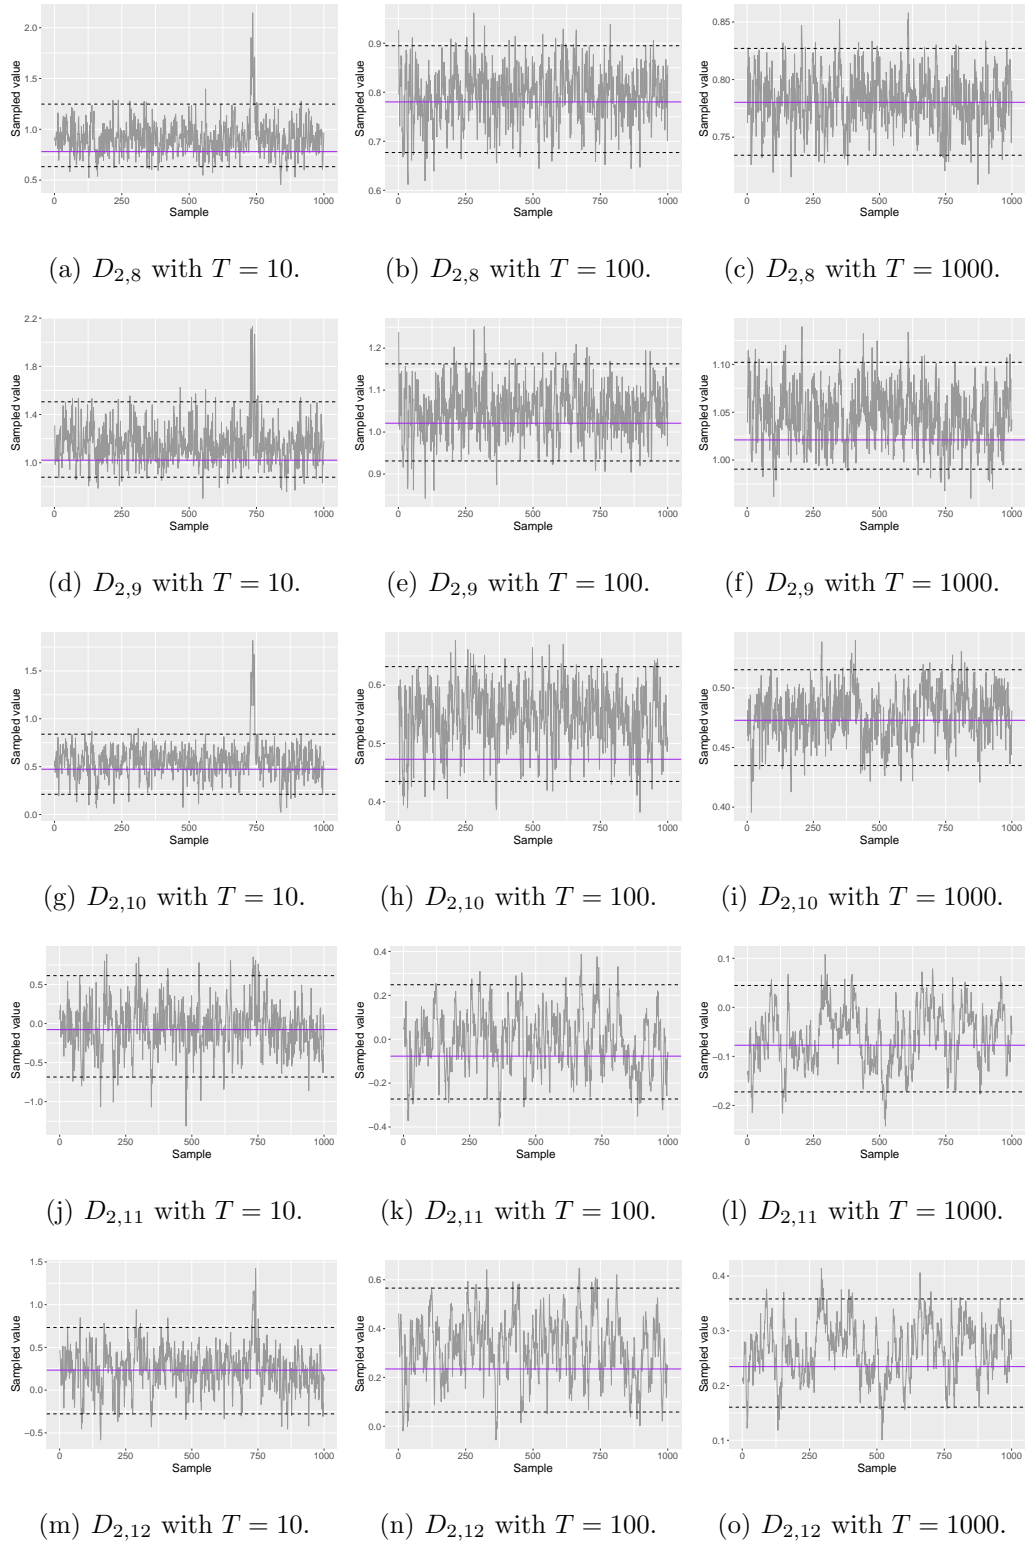 2.0
1.5
1.0
0.5
0 250 500 750 1000
Sample
Sampled value
0.9
0.8
0.7
0.6
0 250 500 750 1000
Sample
Sampled value
0.85
0.80
0.75
0 250 500 750 1000
Sample
Sampled value
(a) D2,8 with T = 10.
(b) D2,8 with T = 100.
(c) D2,8 with T = 1000.
2.2
1.8
1.4
1.0
0 250 500 750 1000
Sample
Sampled value
1.2
1.1
1.0
0.9
0 250 500 750 1000
Sample
Sampled value
1.10
1.05
1.00
0 250 500 750 1000
Sample
Sampled value
(d) D2,9 with T = 10.
(e) D2,9 with T = 100.
(f) D2,9 with T = 1000.
1.5
1.0
0.5
0.0
0 250 500 750 1000
Sample
Sampled value
0.6
0.5
0.4
0 250 500 750 1000
Sample
Sampled value
0.50
0.45
0.40
0 250 500 750 1000
Sample
Sampled value
(g) D2,10 with T = 10.
(h) D2,10 with T = 100.
(i) D2,10 with T = 1000.
0.5
0.0
−0.5
−1.0
0 250 500 750 1000
Sample
Sampled value
0.4
0.2
0.0
−0.2
−0.4
0 250 500 750 1000
Sample
Sampled value
0.1
0.0
−0.1
−0.2
0 250 500 750 1000
Sample
Sampled value
(j) D2,11 with T = 10.
(k) D2,11 with T = 100.
(l) D2,11 with T = 1000.
1.5
1.0
0.5
0.0
−0.5
0 250 500 750 1000
Sample
Sampled value
0.6
0.4
0.2
0.0
0 250 500 750 1000
Sample
Sampled value
0.4
0.3
0.2
0.1
0 250 500 750 1000
Sample
Sampled value
(m) D2,12 with T = 10.
(n) D2,12 with T = 100.
(o) D2,12 with T = 1000.